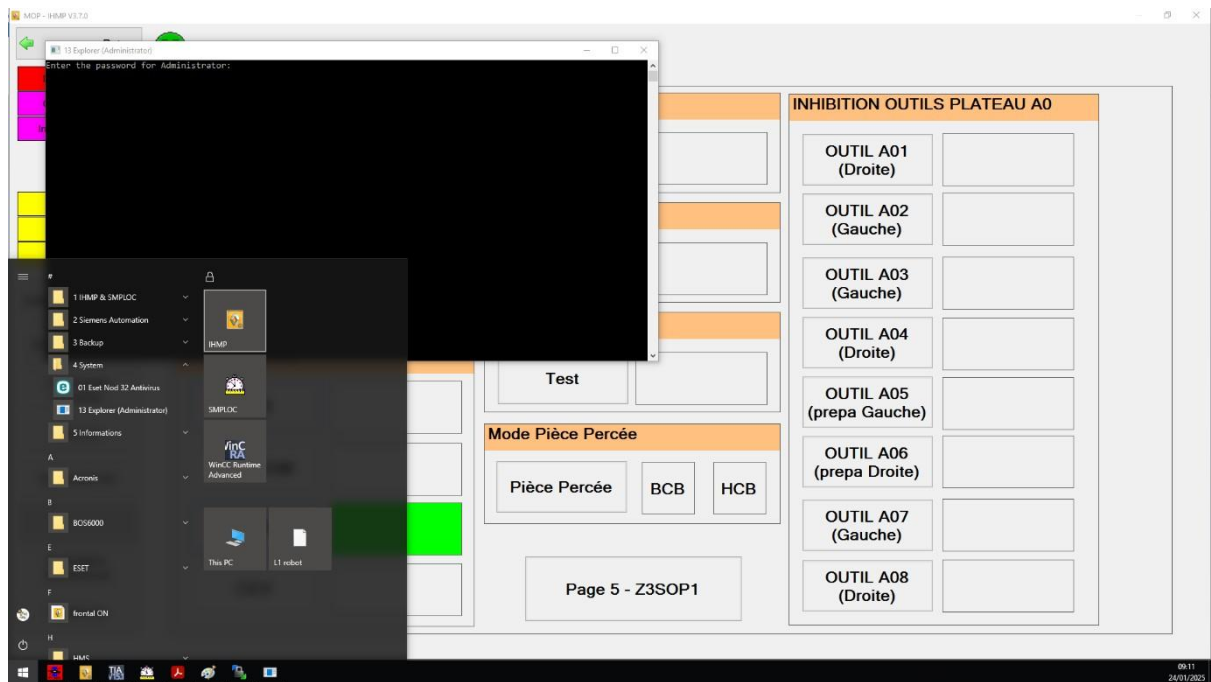 MOP - IHMP V3.7.0
13 Explorer (Administrator)
Enter the password for Administrator:
INHIBITION OUTILS PLATEAU A0
OUTIL A01
(Droite)
OUTIL A02
(Gauche)
OUTIL A03
(Gauche)
OUTIL A04
(Droite)
OUTIL A05
(prepa Gauche)
OUTIL A06
(prepa Droite)
OUTIL A07
(Gauche)
OUTIL A08
(Droite)
Test
Mode Pièce Percée
Pièce Percée
BCB
HCB
Page 5 - Z3SOP1
#
1 IHMP & SMPLOC
2 Siemens Automation
3 Backup
4 System
01 Eset Nod 32 Antivirus
13 Explorer (Administrator)
5 Informations
A
Acronis
B
BOS6000
E
ESET
F
frontal ON
H
HMS
IHMP
SMPLOC
WinCC Runtime
Advanced
This PC
L1 robot
09:11
24/01/2025